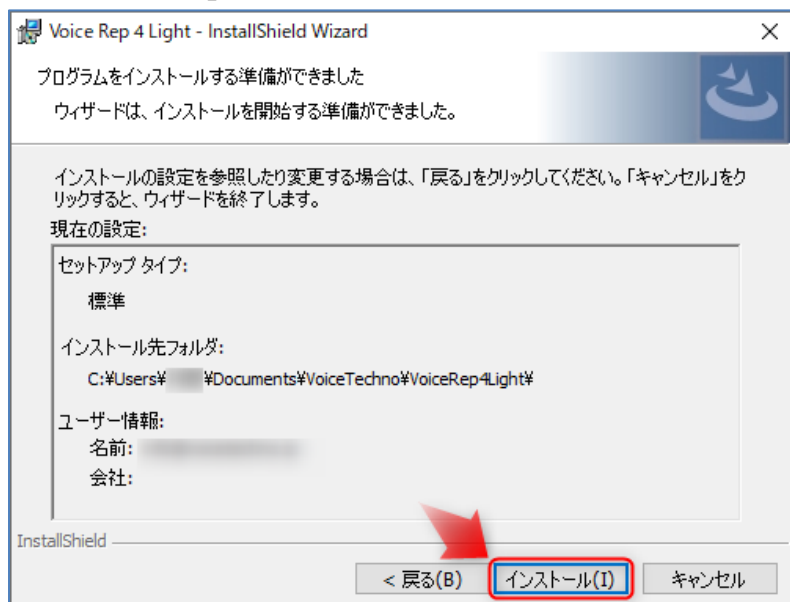 Voice Rep 4 Light - InstallShield Wizard
プログラムをインストールする準備ができました
ウィザードは、インストールを開始する準備ができました。
インストールの設定を参照したり変更する場合は、「戻る」をクリックしてください。「キャンセル」をク
リックすると、ウィザードを終了します。
現在の設定:
セットアップ タイプ:
標準
インストール先フォルダ:
C:¥Users¥ ¥Documents¥VoiceTechno¥VoiceRep4Light¥
ユーザー情報:
名前:
会社:
InstallShield
< 戻る(B) インストール(I) キャンセル